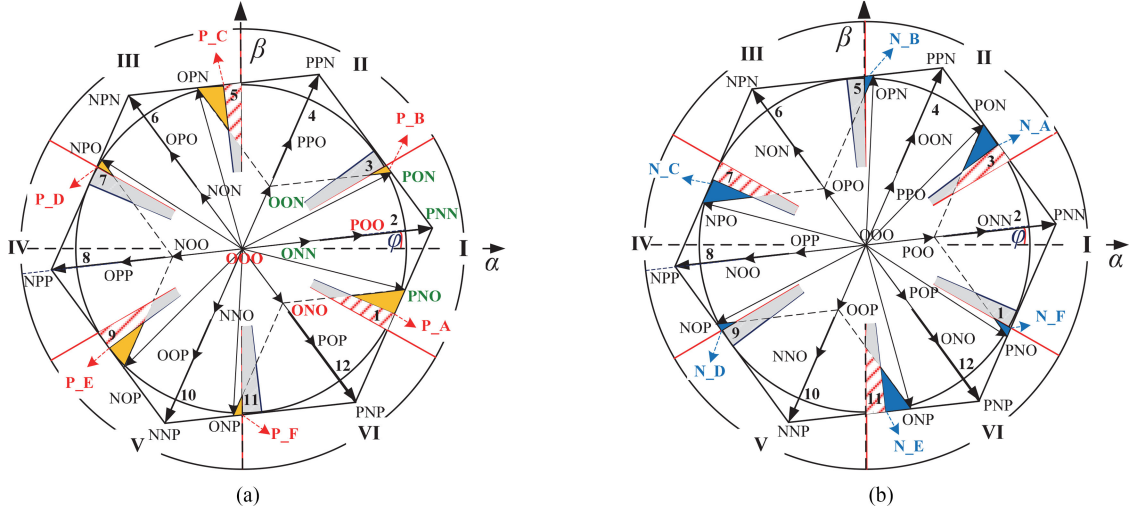 P_C
β
III
II
OPN
PPN
NPN
5
6
4
P_B
OPO
PPO
NPO
3
PON
7
P_D
NON
OON
PNN
POO
2
IV
NOO
OOO
ONN
φ
I
α
8
OPP
NPP
PNO
NNO
ONO
1
P_A
9
POP
P_E
OOP
12
NOP
10
11
ONP
PNP
NNP
P_F
V
VI
(a)
N_B
β
III
II
PPN
NPN
5
OPN
6
4
PON
N_A
NON
OON
3
N_C
7
OPO
PPO
NPO
ONN
2
PNN
IV
OPP
OOO
POO
φ
I
α
8
NOO
NPP
OOP
POP
1
N_F
NOP
9
NNO
ONO
PNO
N_D
12
10
11
ONP
PNP
NNP
V
N_E
VI
(b)